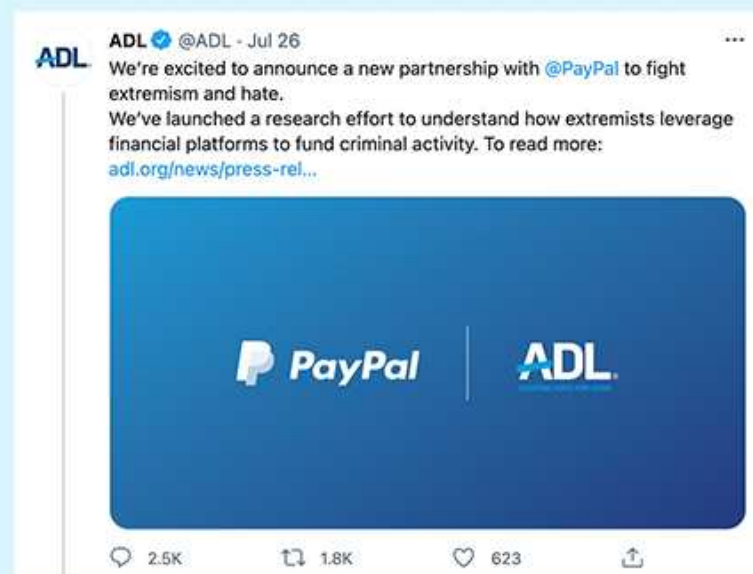 ADL @ADL · Jul 26
ADL
We're excited to announce a new partnership with @PayPal to fight
extremism and hate.
We've launched a research effort to understand how extremists leverage
financial platforms to fund criminal activity. To read more:
adl.org/news/press-rel...
PayPal ADL®
2.5K 1.8K 623